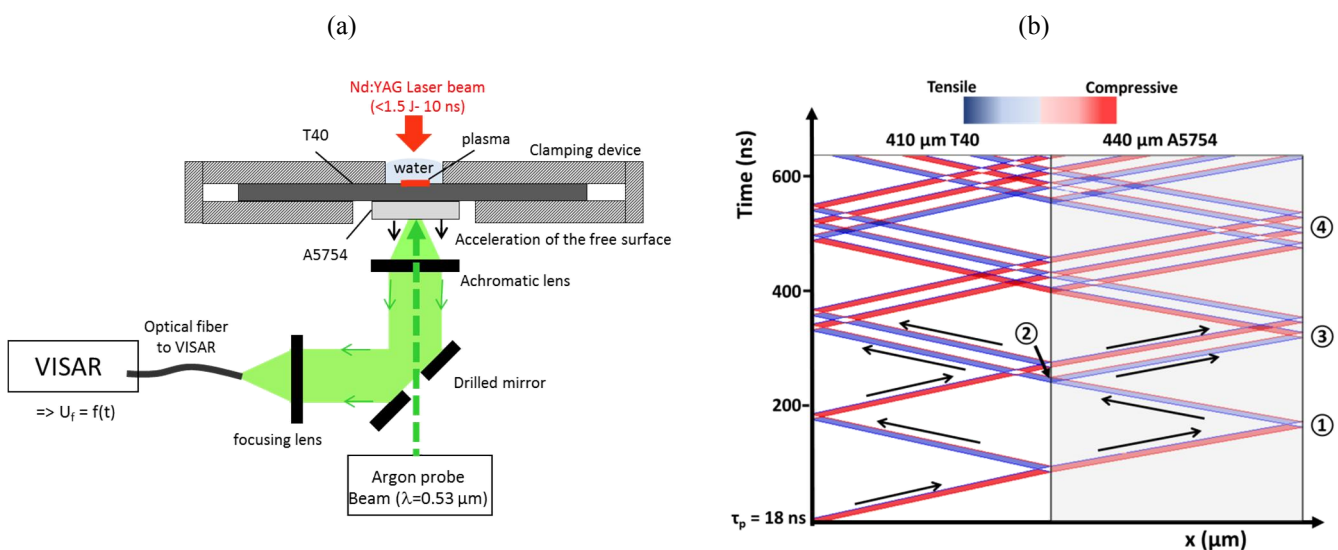 (a)
Nd:YAG Laser beam
(<1.5 J- 10 ns)
T40
plasma
water
Clamping device
A5754
Acceleration of the free surface
Achromatic lens
Optical fiber
to VISAR
VISAR
=> Uf = f(t)
Drilled mirror
focusing lens
Argon probe
Beam (λ=0.53 µm)
(b)
Tensile
Compressive
410 µm T40
440 µm A5754
Time (ns)
600
400
200
τp = 18 ns
x (µm)
①
②
③
④